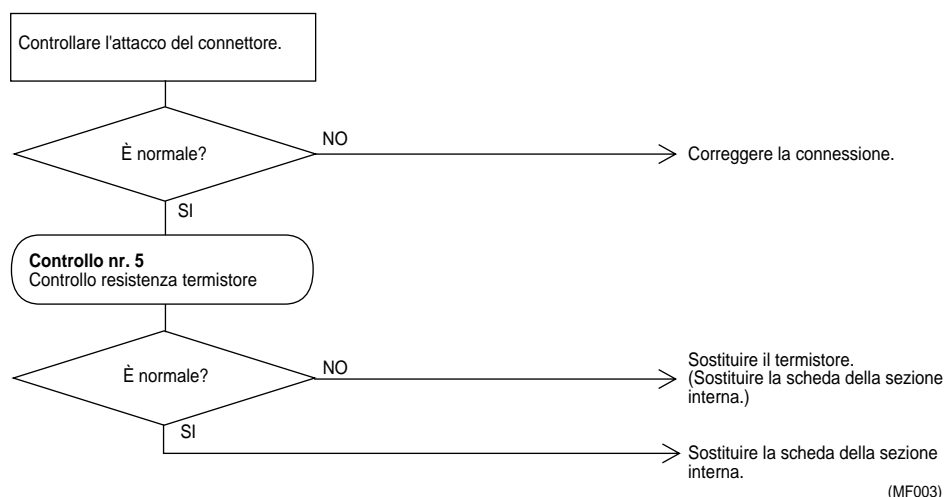 Controllare l'attacco del connettore.
È normale?
NO
Correggere la connessione.
SI
Controllo nr. 5
Controllo resistenza termistore
È normale?
NO
Sostituire il termistore.
(Sostituire la scheda della sezione
interna.)
SI
Sostituire la scheda della sezione
interna.
(MF003)